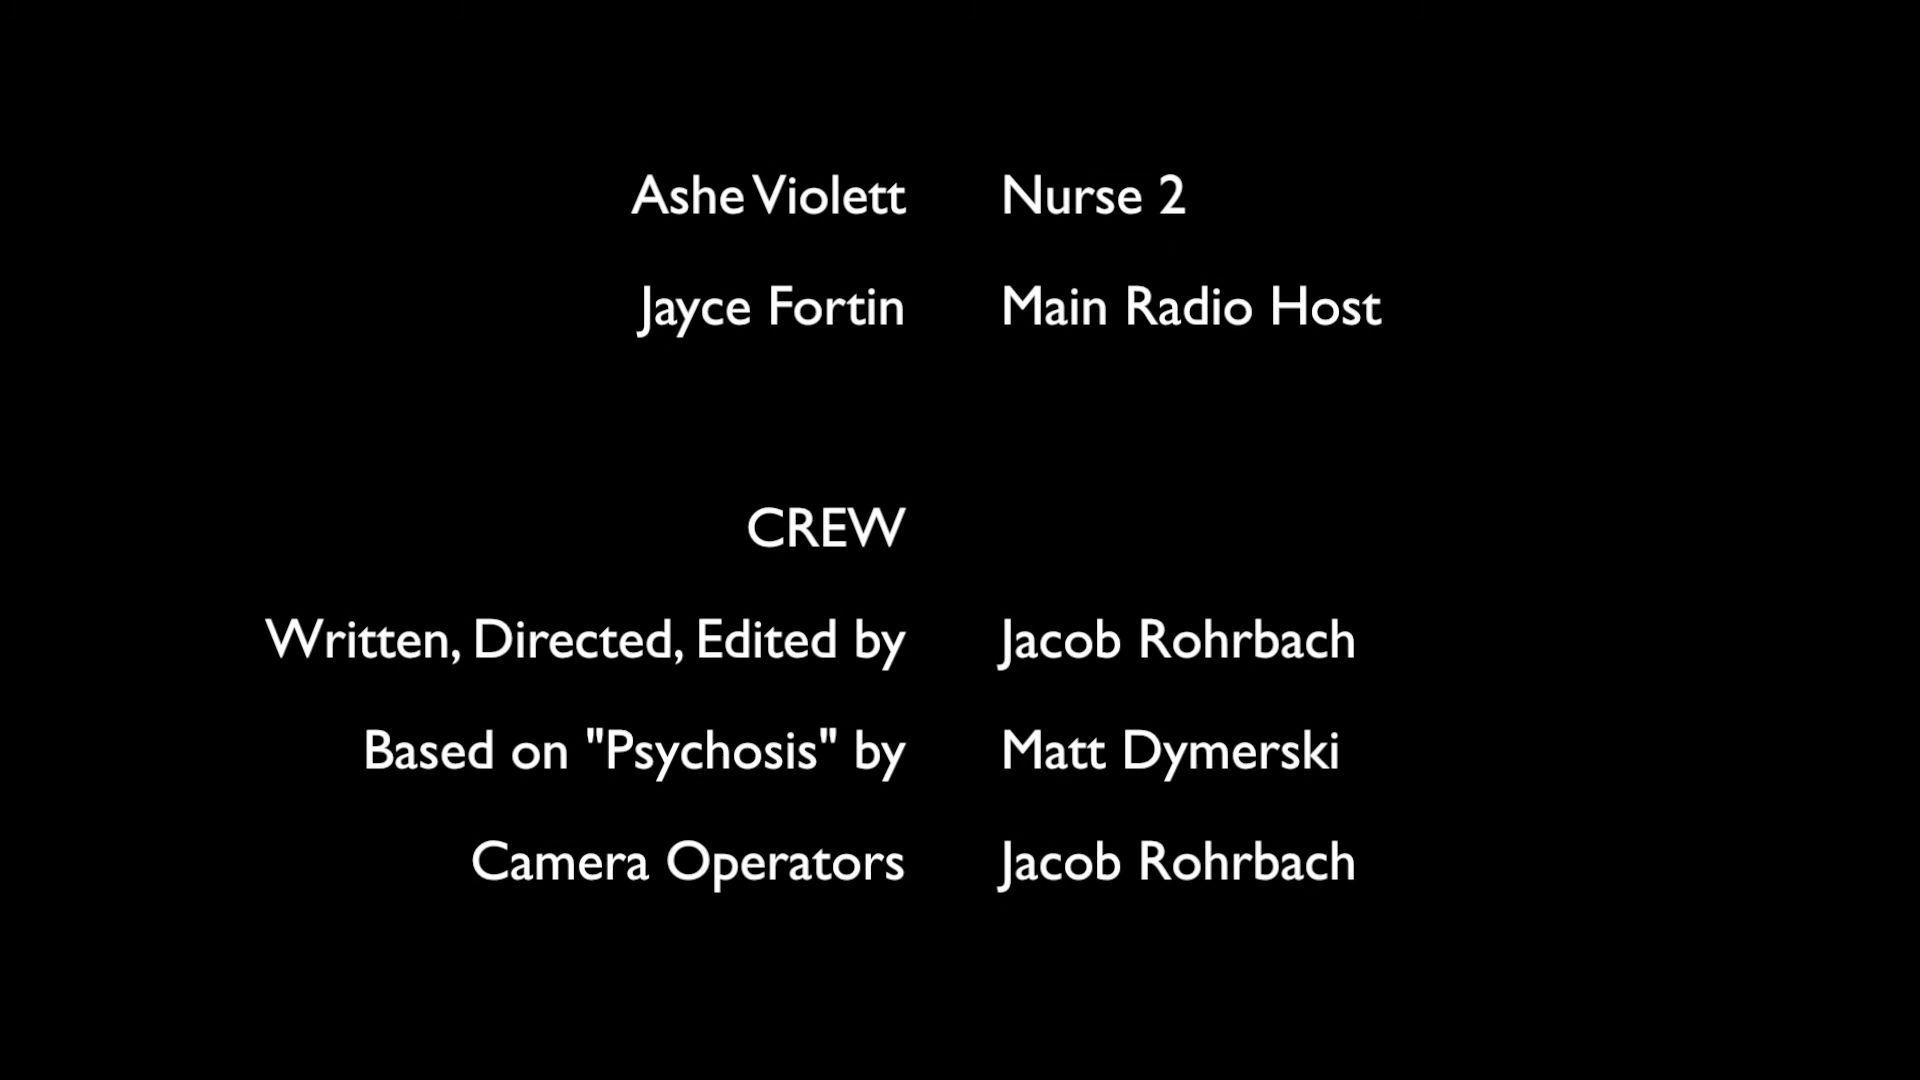 Ashe Violett Nurse 2
Jayce Fortin Main Radio Host
CREW
Written, Directed, Edited by Jacob Rohrbach
Based on "Psychosis" by Matt Dymerski
Camera Operators Jacob Rohrbach